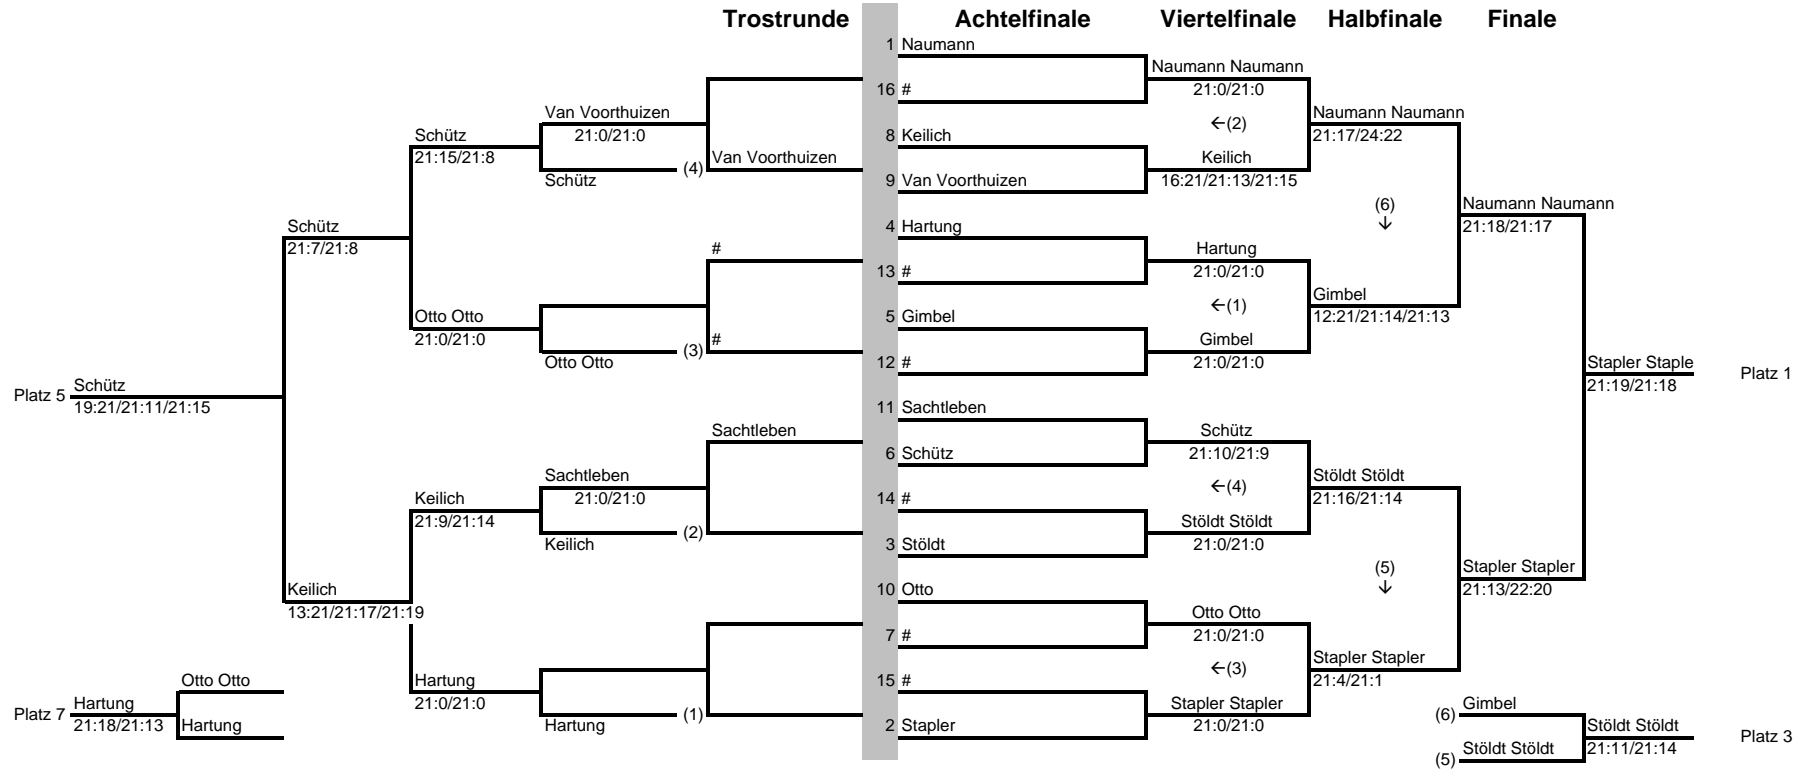 Trostrunde Achtelfinale Viertelfinale Halbfinale Finale
1 Naumann
Naumann Naumann
16 # 21:0/21:0
Van Voorthuizen Naumann Naumann
21:0/21:0 ←(2) 21:17/24:22
Schütz 8 Keilich
21:15/21:8 (4) Van Voorthuizen Keilich
Schütz 9 Van Voorthuizen 16:21/21:13/21:15
(6) Naumann Naumann
Schütz 4 Hartung ↓ 21:18/21:17
21:7/21:8 # Hartung
13 # 21:0/21:0
Gimbel
←(1) 12:21/21:14/21:13
Otto Otto 5 Gimbel
21:0/21:0 # Gimbel
Otto Otto (3) 12 # 21:0/21:0
Stapler Staple
Platz 5 Schütz 21:19/21:18 Platz 1
19:21/21:11/21:15 11 Sachtleben
Sachtleben Schütz
6 Schütz 21:10/21:9
Sachtleben Stöldt Stöldt
21:0/21:0 ←(4) 21:16/21:14
Keilich 14 #
21:9/21:14 Stöldt Stöldt
Keilich (2) 3 Stöldt 21:0/21:0
(5) Stapler Stapler
Keilich 10 Otto ↓ 21:13/22:20
13:21/21:17/21:19 Otto Otto
7 # 21:0/21:0
Stapler Stapler
←(3) 21:4/21:1
Otto Otto Hartung 15 #
21:0/21:0
Platz 7 Hartung Stapler Stapler (6) Gimbel
21:18/21:13 Hartung Hartung (1) 2 Stapler 21:0/21:0 Stöldt Stöldt Platz 3
(5) Stöldt Stöldt 21:11/21:14